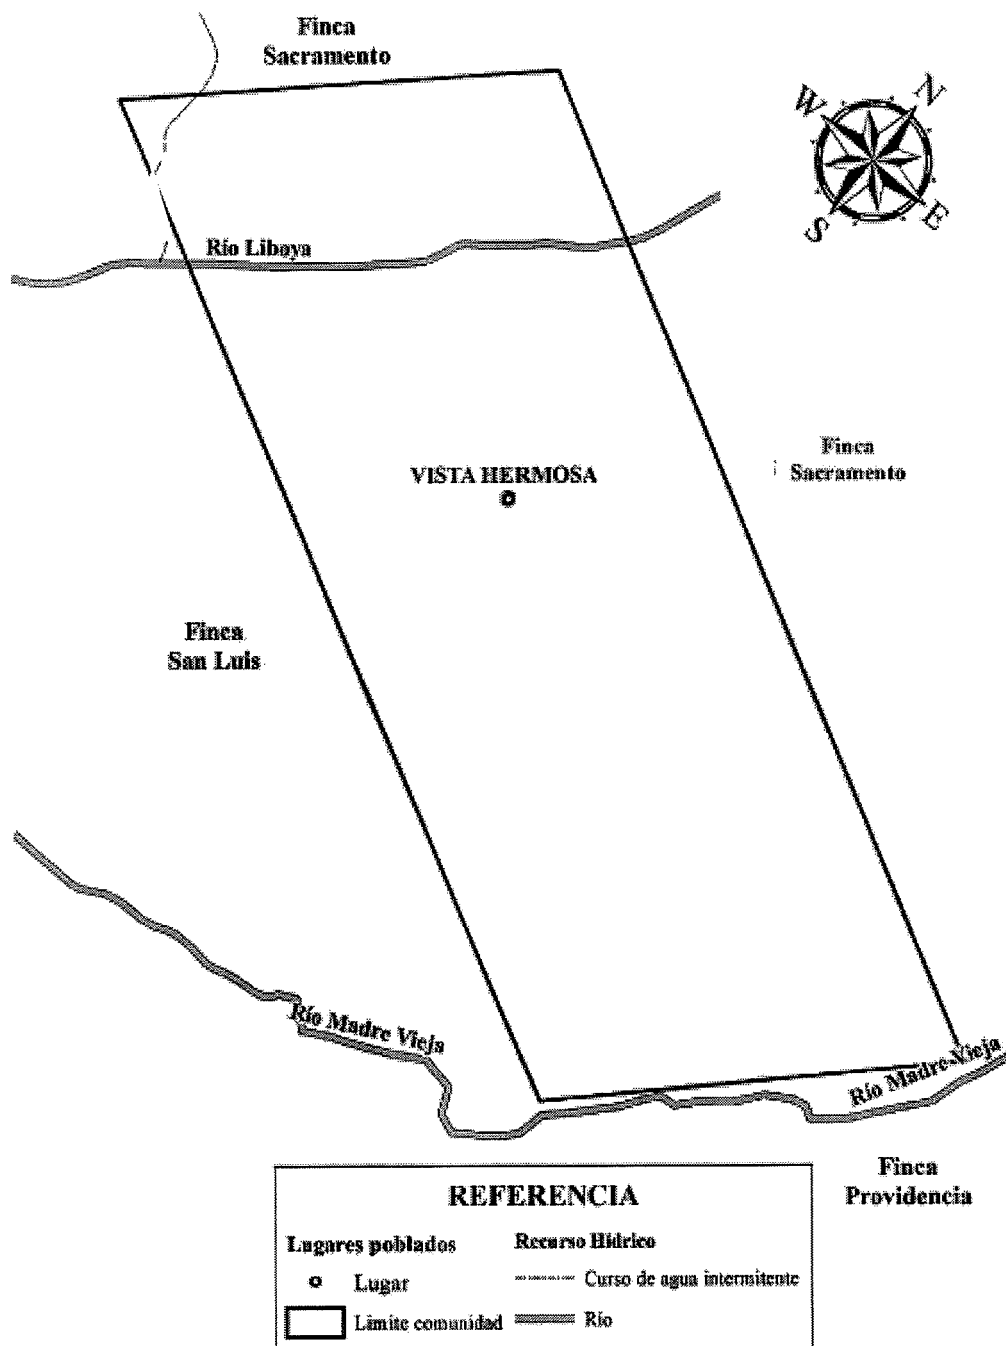 Finca
Sacramento
W
N
S
E
Río Liboya
Finca
Sacramento
VISTA HERMOSA
Finca
San Luis
Río Madre Vieja
Río Madre Vieja
Finca
Providencia
REFERENCIA
Lugares poblados
Recurso Hídrico
Lugar
Curso de agua intermitente
Límite comunidad
Río